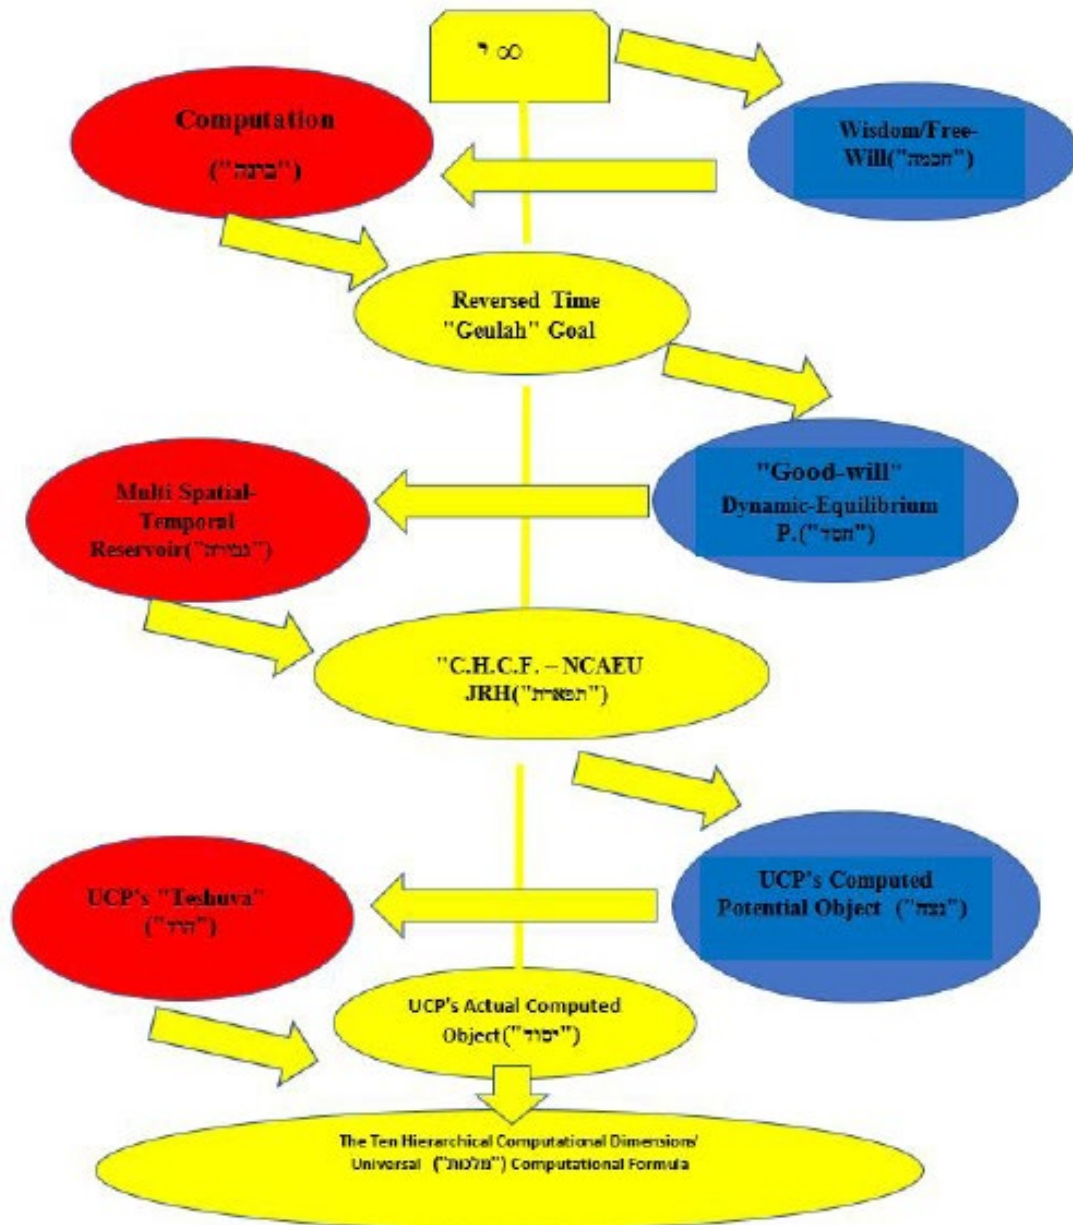 י ∞
Computation
("בינה")
Wisdom/Free-
Will("חכמה")
Reversed Time
"Geulah" Goal
"Good-will"
Dynamic-Equilibrium
P.("חסד")
Multi Spatial-
Temporal
Reservoir("גבורה")
"C.H.C.F. – NCAEU
JRH("תפארת")
UCP's Computed
Potential Object ("נצח")
UCP's "Teshuva"
("הוד")
UCP's Actual Computed
Object("יסוד")
The Ten Hierarchical Computational Dimensions/
Universal ("מלכות") Computational Formula